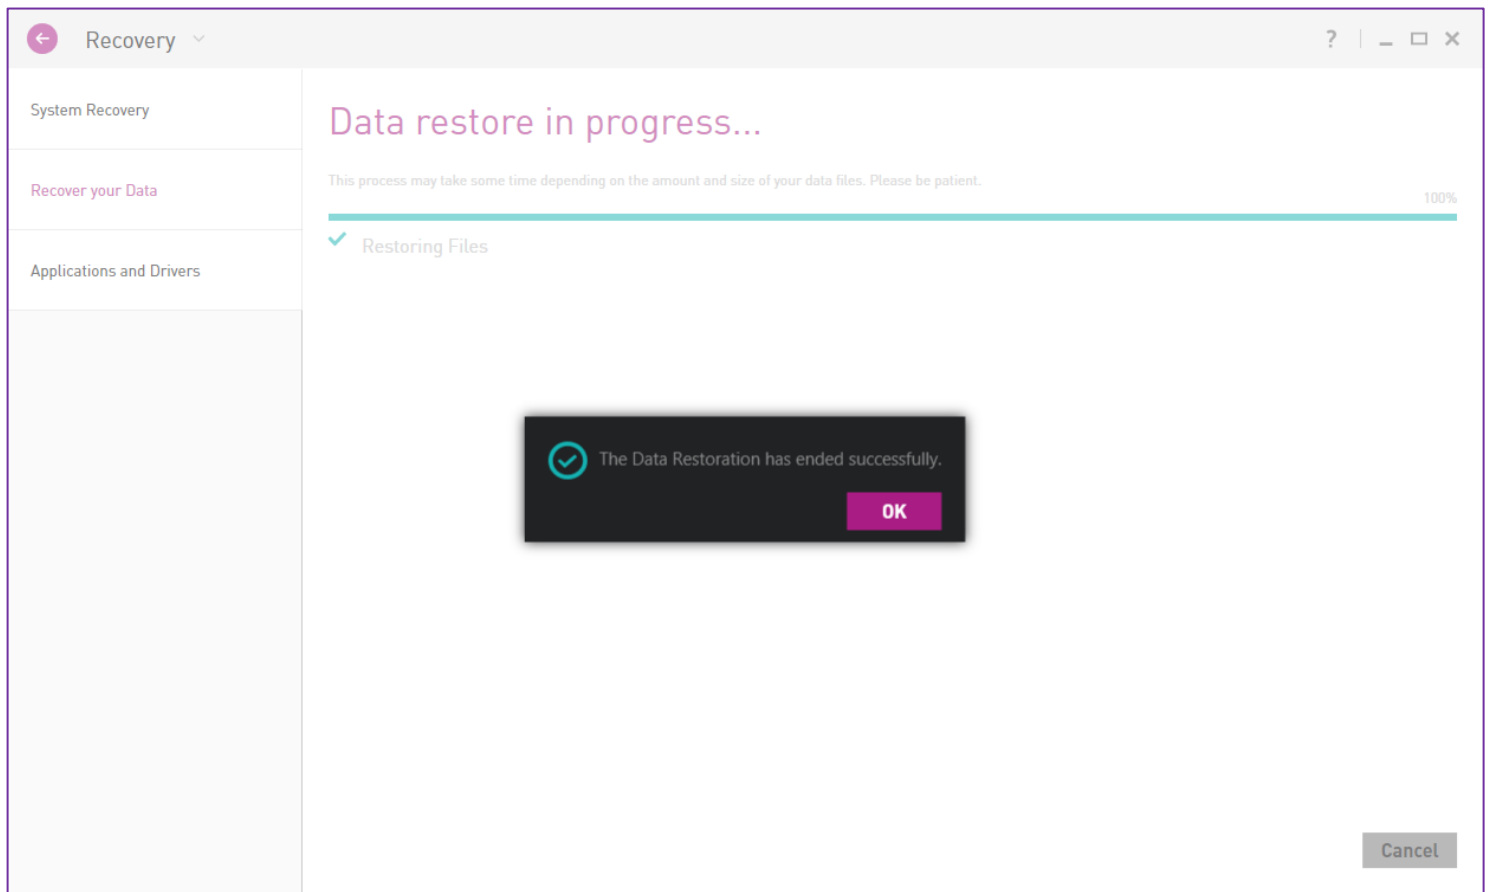 Recovery
?
System Recovery
Recover your Data
Applications and Drivers
Data restore in progress...
This process may take some time depending on the amount and size of your data files. Please be patient.
100%
Restoring Files
The Data Restoration has ended successfully.
OK
Cancel